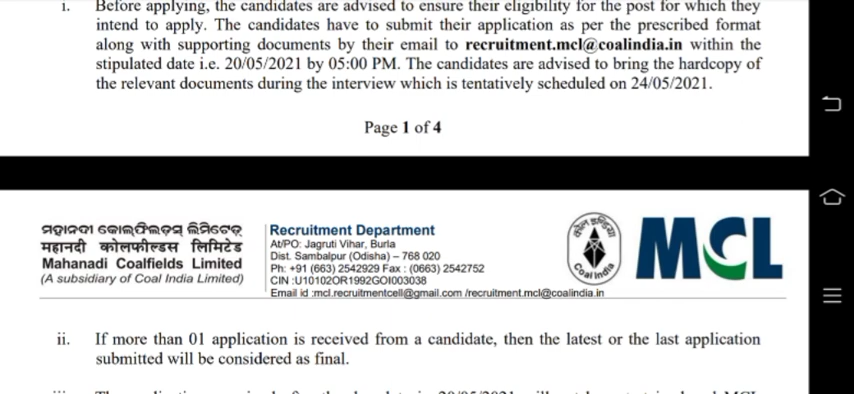 i. Before applying, the candidates are advised to ensure their eligibility for the post for which they
intend to apply. The candidates have to submit their application as per the prescribed format
along with supporting documents by their email to recruitment.mcl@coalindia.in within the
stipulated date i.e. 20/05/2021 by 05:00 PM. The candidates are advised to bring the hardcopy of
the relevant documents during the interview which is tentatively scheduled on 24/05/2021.
Page 1 of 4
ମହାନଦୀ କୋଲଫିଲ୍ଡସ୍ ଲିମିଟେଡ୍
महानदी कोलफील्डस लिमिटेड
Mahanadi Coalfields Limited
(A subsidiary of Coal India Limited)
Recruitment Department
At/PO: Jagruti Vihar, Burla
Dist. Sambalpur (Odisha) – 768 020
Ph: +91 (663) 2542929 Fax : (0663) 2542752
CIN :U10102OR1992GOI003038
Email id :mcl.recruitmentcell@gmail.com /recruitment.mcl@coalindia.in
कोल इण्डिया
Coal India
MCL
ii. If more than 01 application is received from a candidate, then the latest or the last application
submitted will be considered as final.